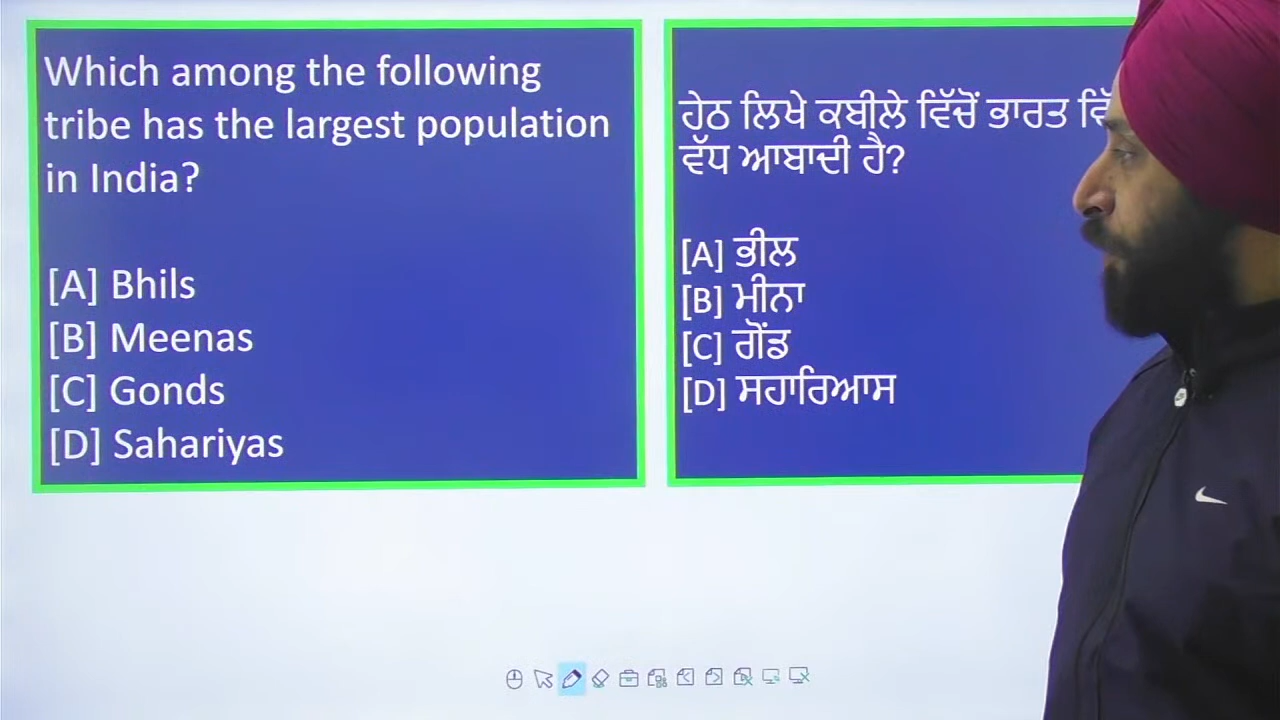 Which among the following
tribe has the largest population
in India?
[A] Bhils
[B] Meenas
[C] Gonds
[D] Sahariyas
ਹੇਠ ਲਿਖੇ ਕਬੀਲੇ ਵਿੱਚੋਂ ਭਾਰਤ
ਵੱਧ ਆਬਾਦੀ ਹੈ?
[A] ਭੀਲ
[B] ਮੀਨਾ
[C] ਗੋਂਡ
[D] ਸਹਾਰਿਆਸ